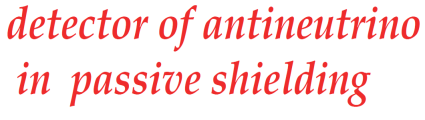 detector of antineutrino
in passive shielding